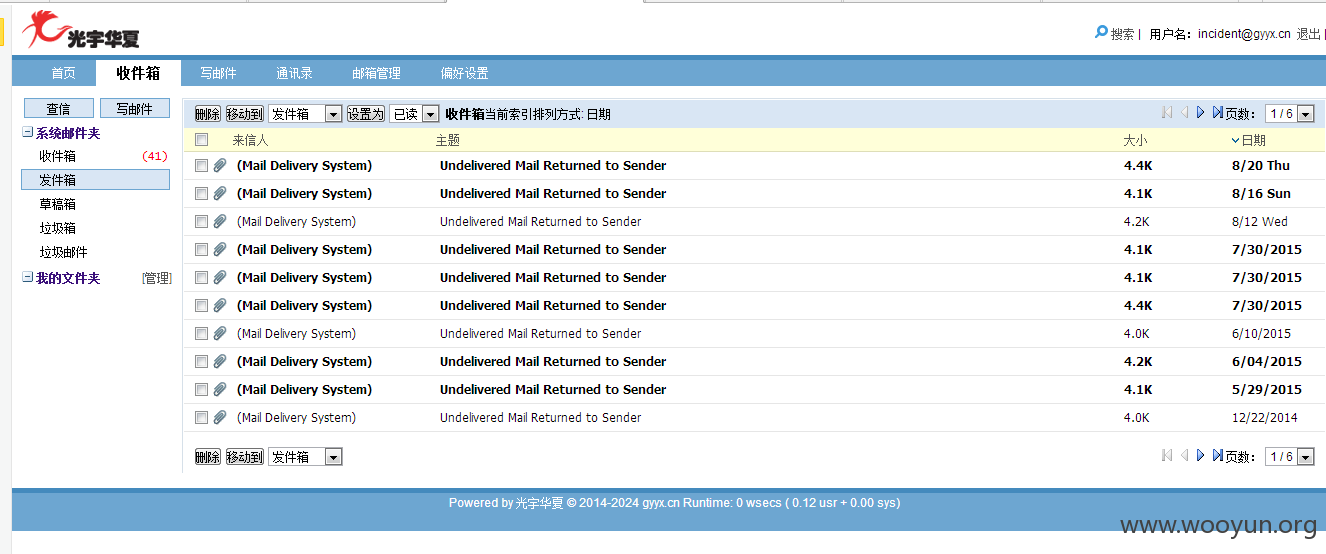 光宇华夏
搜索 | 用户名：incident@gyyx.cn 退出 |
首页 收件箱 写邮件 通讯录 邮箱管理 偏好设置
查信 写邮件
系统邮件夹
收件箱 (41)
发件箱
草稿箱
垃圾箱
垃圾邮件
我的文件夹 [管理]
删除 移动到 发件箱 设置为 已读 收件箱当前索引排列方式: 日期 页数： 1 / 6
来信人 主题 大小 日期
(Mail Delivery System) Undelivered Mail Returned to Sender 4.4K 8/20 Thu
(Mail Delivery System) Undelivered Mail Returned to Sender 4.1K 8/16 Sun
(Mail Delivery System) Undelivered Mail Returned to Sender 4.2K 8/12 Wed
(Mail Delivery System) Undelivered Mail Returned to Sender 4.1K 7/30/2015
(Mail Delivery System) Undelivered Mail Returned to Sender 4.1K 7/30/2015
(Mail Delivery System) Undelivered Mail Returned to Sender 4.4K 7/30/2015
(Mail Delivery System) Undelivered Mail Returned to Sender 4.0K 6/10/2015
(Mail Delivery System) Undelivered Mail Returned to Sender 4.2K 6/04/2015
(Mail Delivery System) Undelivered Mail Returned to Sender 4.1K 5/29/2015
(Mail Delivery System) Undelivered Mail Returned to Sender 4.0K 12/22/2014
删除 移动到 发件箱 页数： 1 / 6
Powered by 光宇华夏 © 2014-2024 gyyx.cn Runtime: 0 wsecs ( 0.12 usr + 0.00 sys)
www.wooyun.org